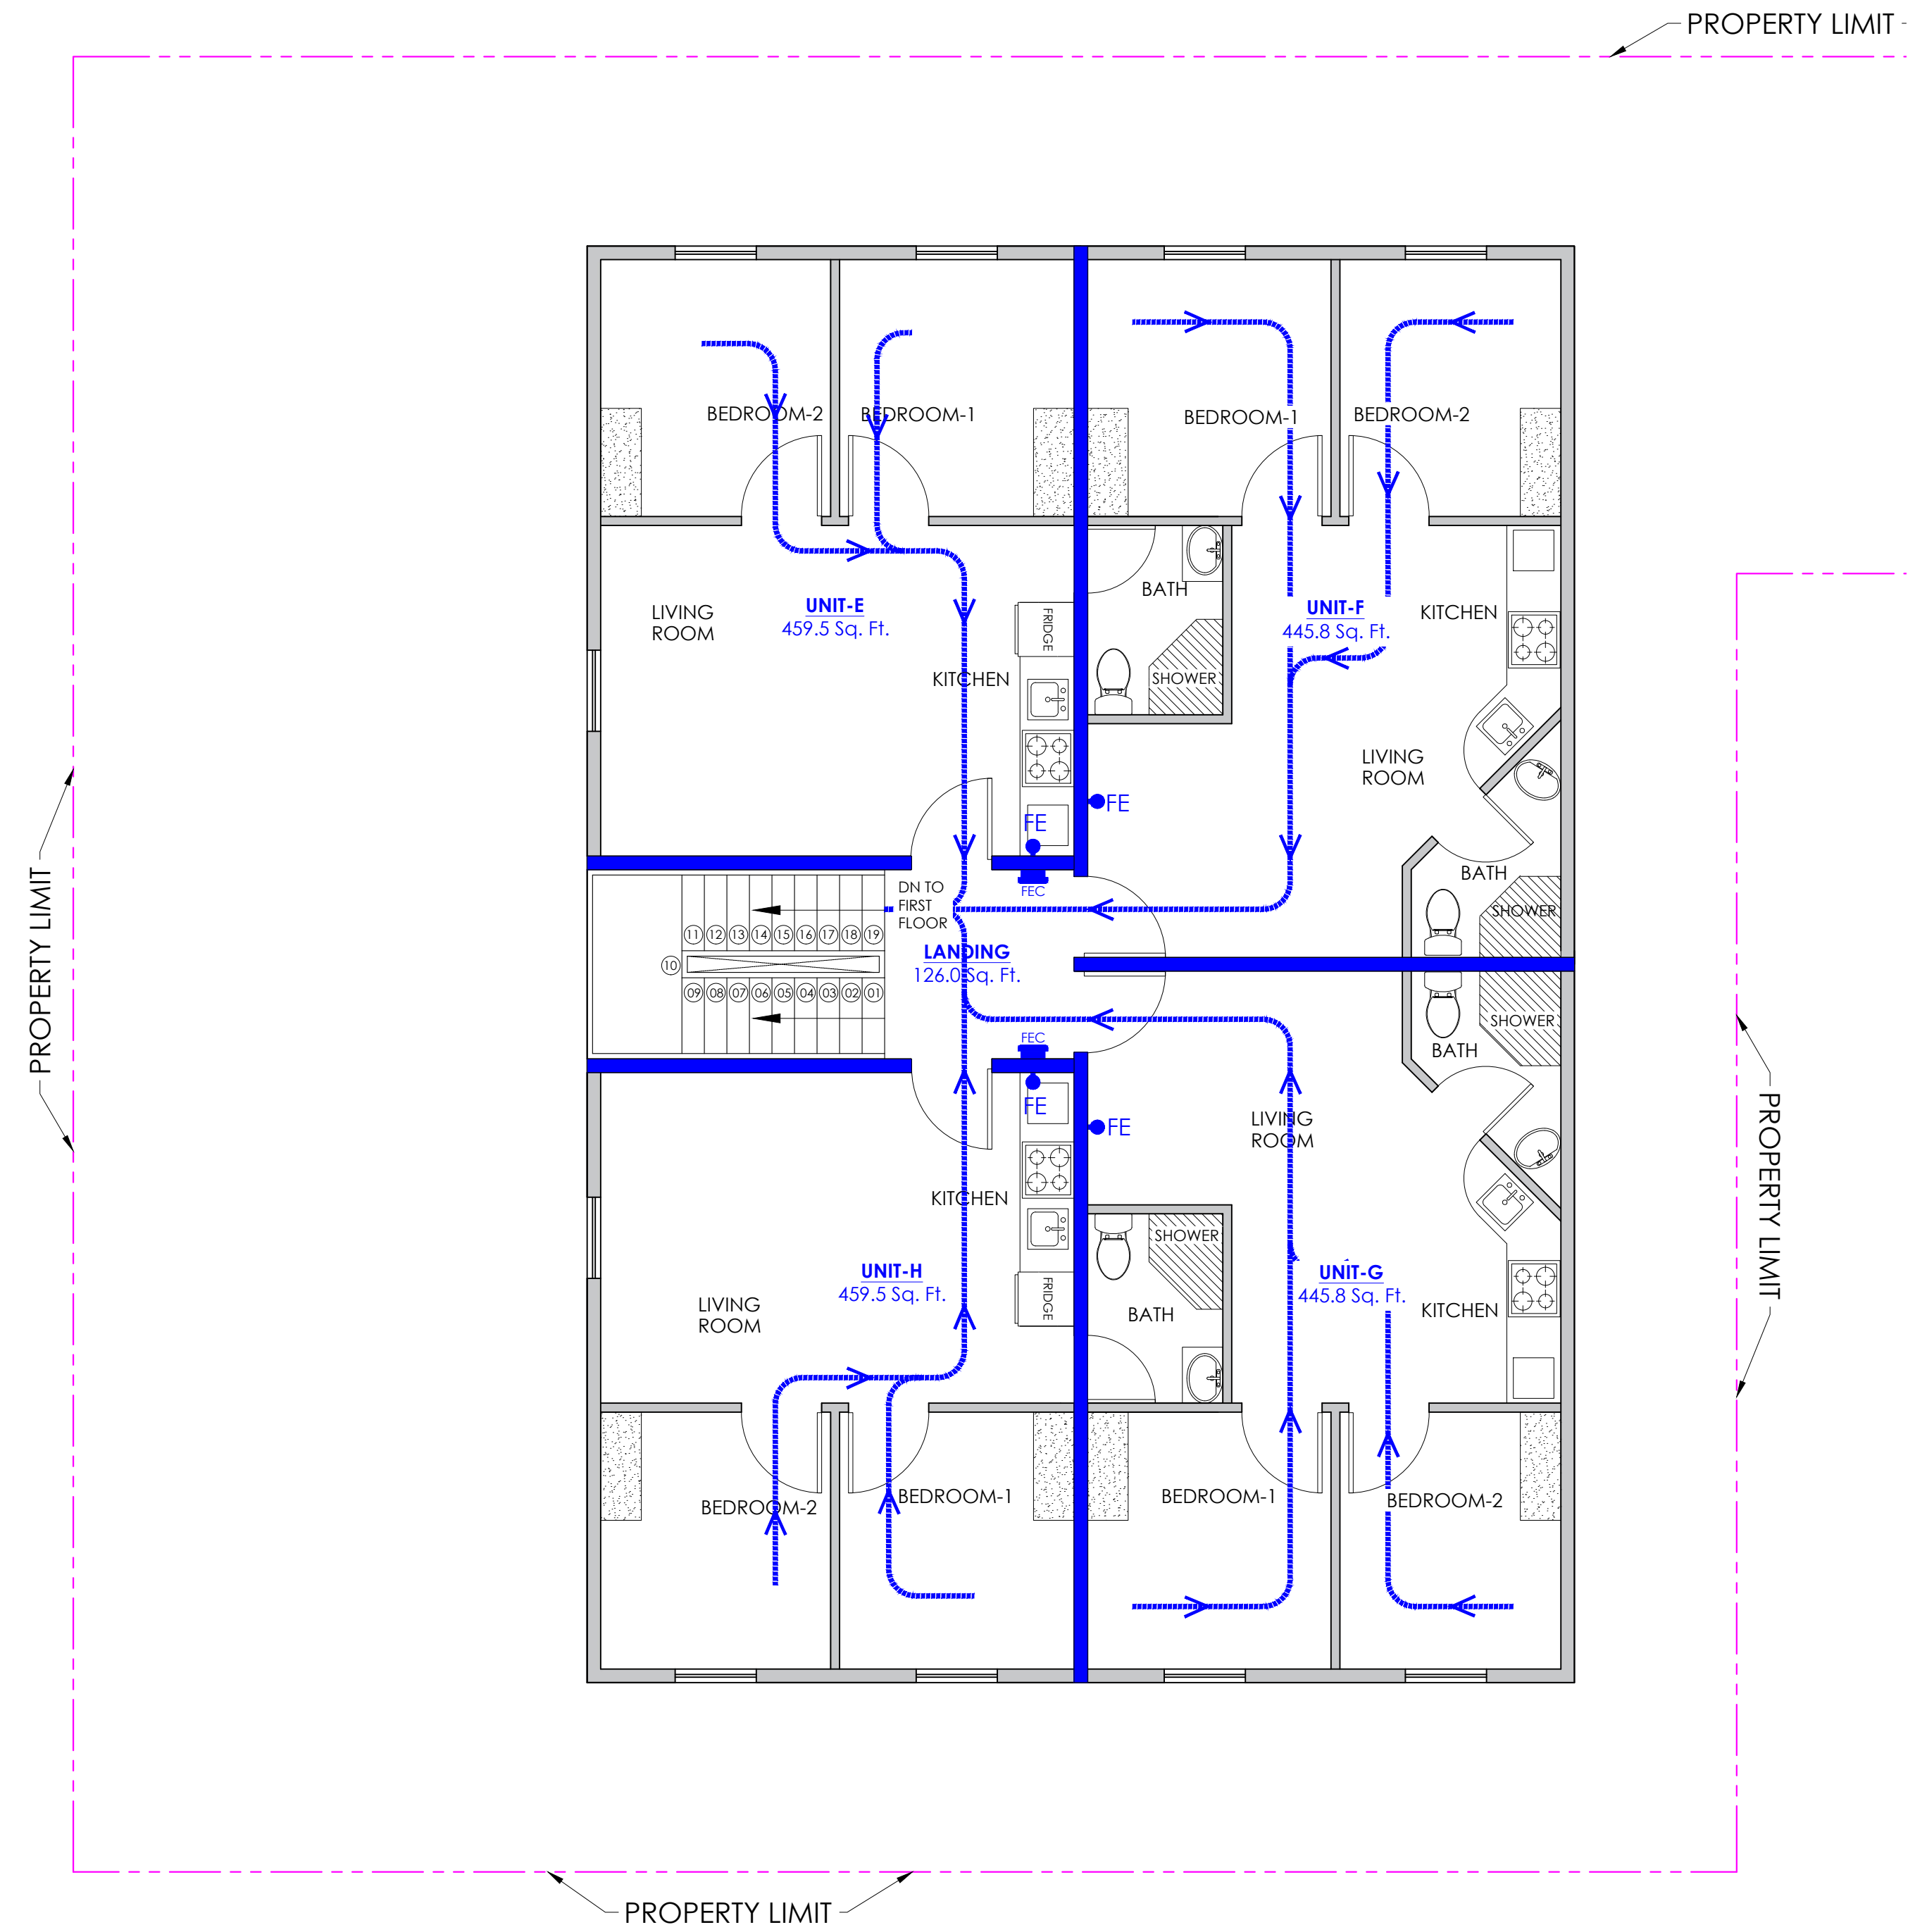 PROPERTY LIMIT
BEDROOM-2
BEDROOM-1
BEDROOM-1
BEDROOM-2
UNIT-E
459.5 Sq. Ft.
LIVING
ROOM
FRIDGE
KITCHEN
BATH
SHOWER
UNIT-F
445.8 Sq. Ft.
KITCHEN
LIVING
ROOM
FE
FE
FEC
DN TO
FIRST
FLOOR
BATH
SHOWER
11
12
13
14
15
16
17
18
19
10
LANDING
126.0 Sq. Ft.
09
08
07
06
05
04
03
02
01
SHOWER
BATH
FEC
FE
FE
LIVING
ROOM
KITCHEN
SHOWER
UNIT-H
459.5 Sq. Ft.
FRIDGE
LIVING
ROOM
BATH
UNIT-G
445.8 Sq. Ft.
KITCHEN
BEDROOM-2
BEDROOM-1
BEDROOM-1
BEDROOM-2
PROPERTY LIMIT
PROPERTY LIMIT
PROPERTY LIMIT